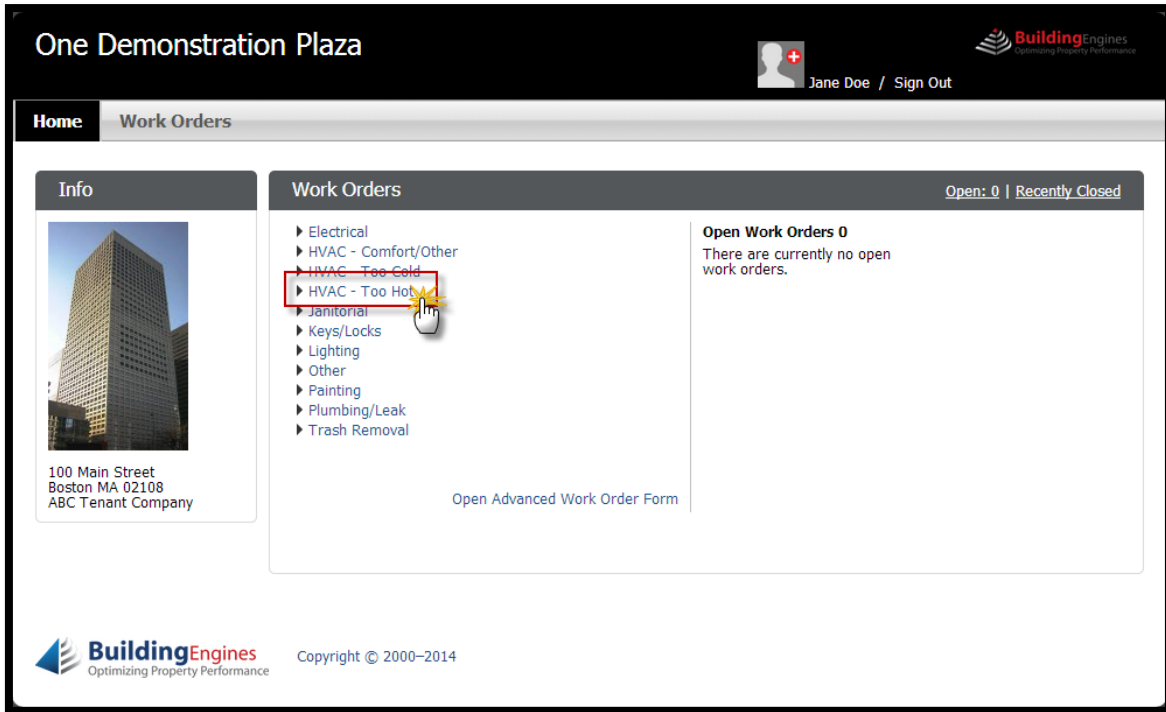 One Demonstration Plaza
BuildingEngines
Optimizing Property Performance
Jane Doe / Sign Out
Home
Work Orders
Info
Work Orders
Open: 0 | Recently Closed
Electrical
HVAC - Comfort/Other
HVAC - Too Cold
HVAC - Too Hot
Janitorial
Keys/Locks
Lighting
Other
Painting
Plumbing/Leak
Trash Removal
Open Advanced Work Order Form
Open Work Orders 0
There are currently no open
work orders.
100 Main Street
Boston MA 02108
ABC Tenant Company
BuildingEngines
Optimizing Property Performance
Copyright © 2000–2014